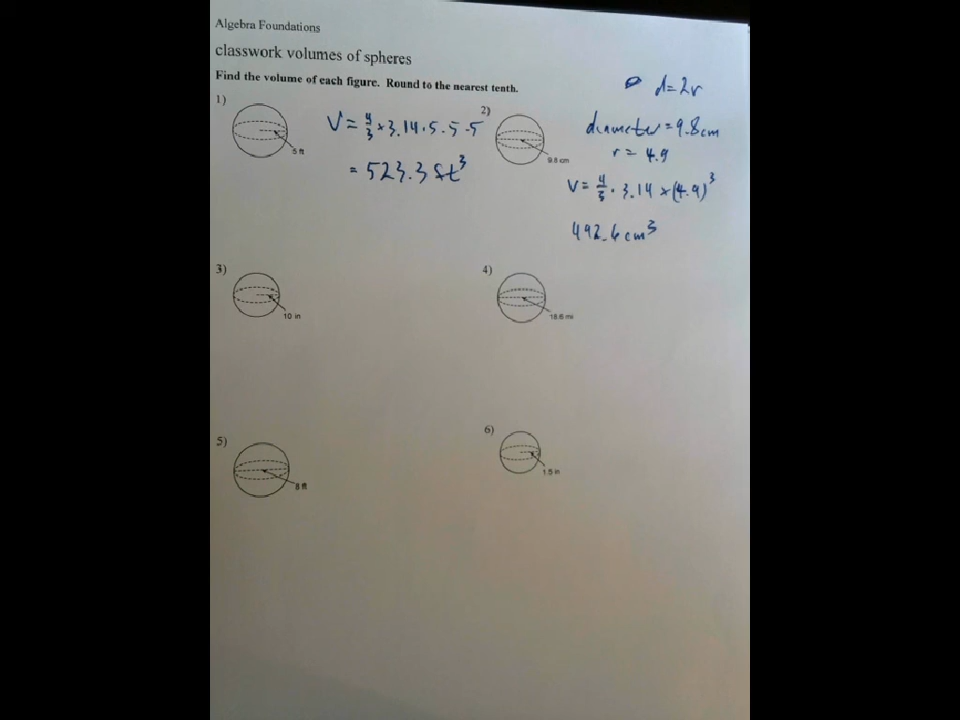 Algebra Foundations
classwork volumes of spheres
Find the volume of each figure. Round to the nearest tenth.
d=2r
1)
5 ft
V = 4/3 × 3.14 · 5 · 5 · 5
= 523.3 ft³
2)
9.8 cm
diameter = 9.8cm
r = 4.9
V = 4/3 · 3.14 × (4.9)³
492.6 cm³
3)
10 in
4)
18.6 mi
5)
8 ft
6)
1.5 in